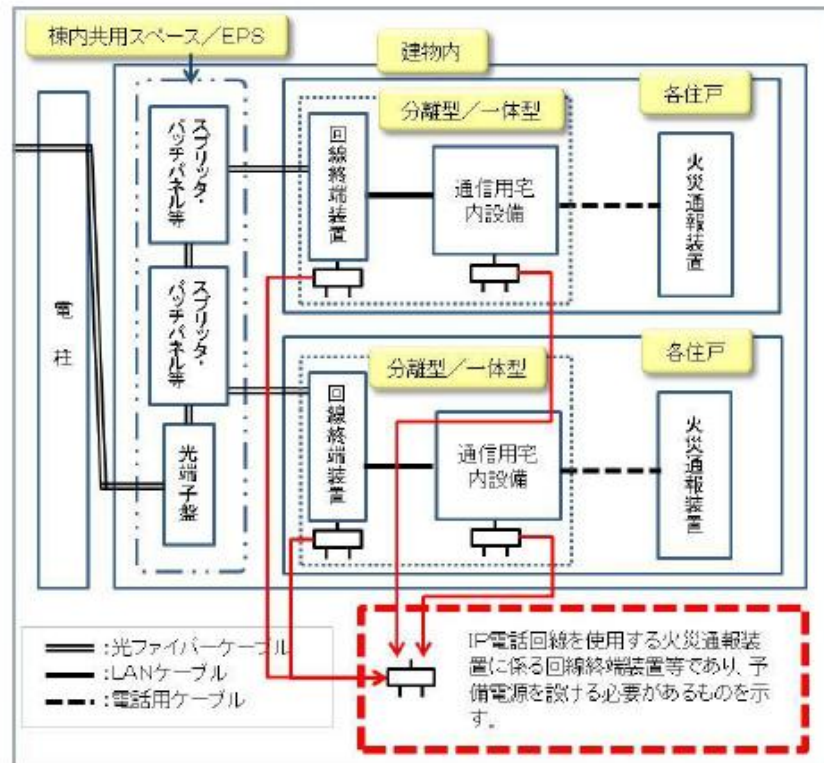 棟内共用スペース／EPS
建物内
各住戸
分離型／一体型
電柱
スプリッタ・
パッチパネル等
回線終端装置
通信用宅
内設備
火災通報装置
スプリッタ・
パッチパネル等
各住戸
分離型／一体型
回線終端装置
通信用宅
内設備
火災通報装置
光端子盤
：光ファイバーケーブル
：LANケーブル
：電話用ケーブル
IP電話回線を使用する火災通報装
置に係る回線終端装置等であり、予
備電源を設ける必要があるものを示
す。